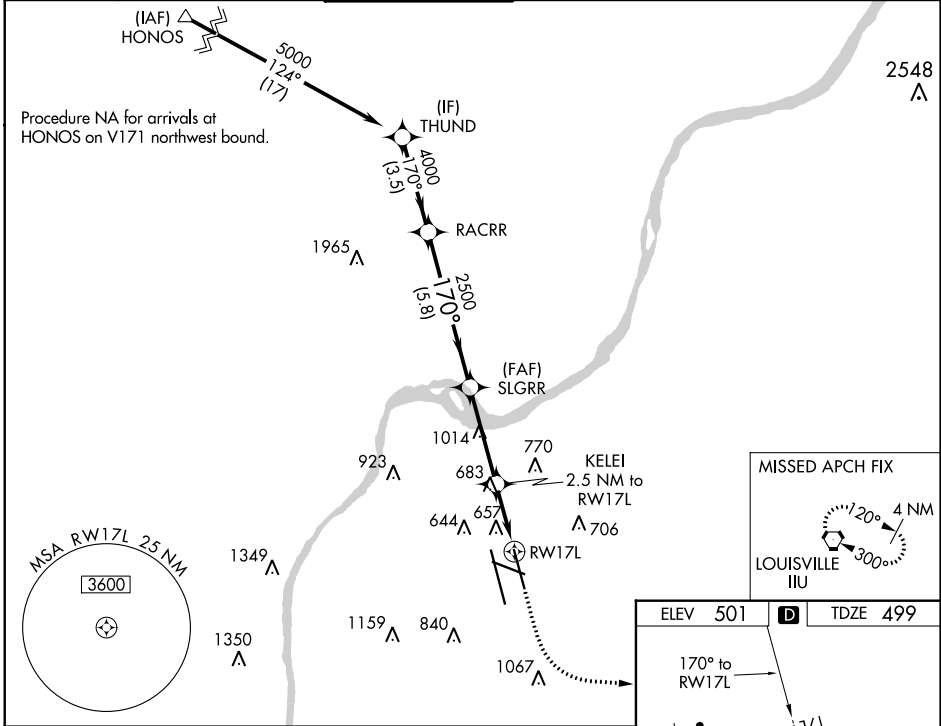 (IAF)
HONOS
5000
124°
(17)
2548
Procedure NA for arrivals at
HONOS on V171 northwest bound.
(IF)
THUND
4000
170°
(3.5)
RACRR
1965
2500
170°
(5.8)
(FAF)
SLGRR
1014
770
KELEI
2.5 NM to
RW17L
923
683
644
657
706
RW17L
MISSED APCH FIX
120°
4 NM
300°
LOUISVILLE
IIU
MSA RW17L 25 NM
3600
1349
1350
1159
840
1067
ELEV 501
D
TDZE 499
170° to
RW17L